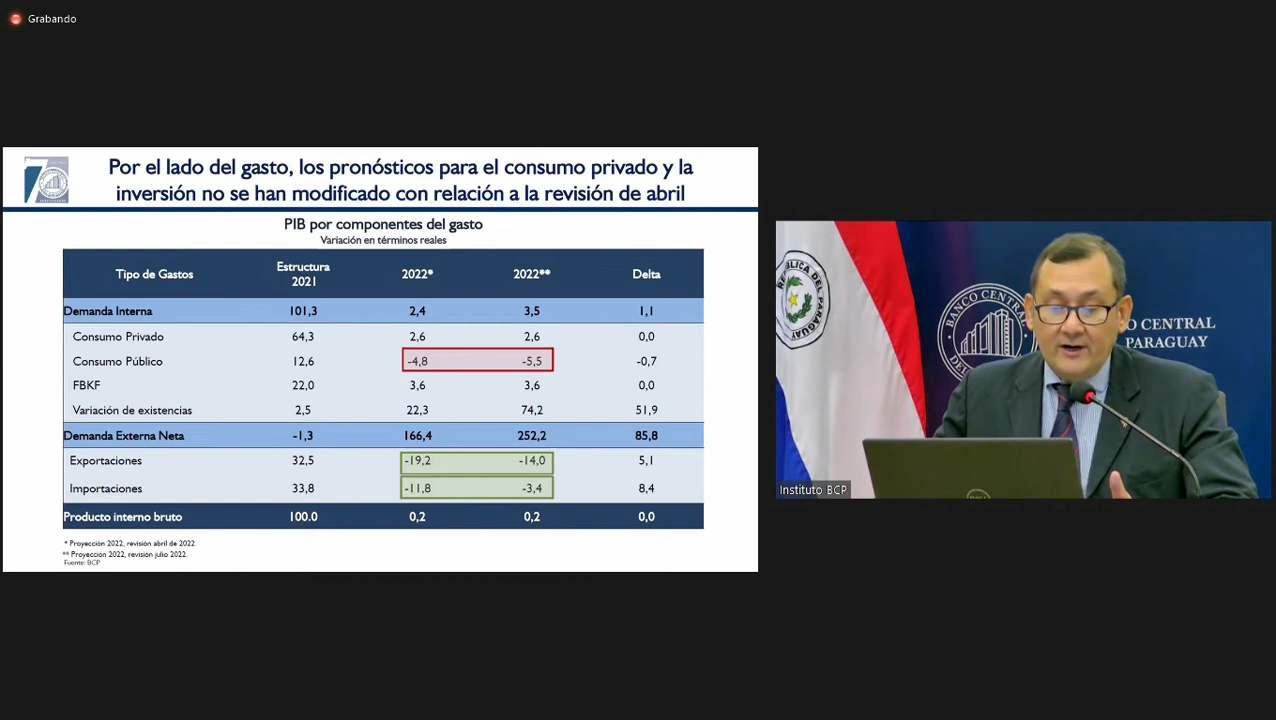 Grabando
Por el lado del gasto, los pronósticos para el consumo privado y la
inversión no se han modificado con relación a la revisión de abril
PIB por componentes del gasto
Variación en términos reales
Tipo de Gastos Estructura 2021 2022* 2022** Delta
Demanda Interna 101,3 2,4 3,5 1,1
Consumo Privado 64,3 2,6 2,6 0,0
Consumo Público 12,6 -4,8 -5,5 -0,7
FBKF 22,0 3,6 3,6 0,0
Variación de existencias 2,5 22,3 74,2 51,9
Demanda Externa Neta -1,3 166,4 252,2 85,8
Exportaciones 32,5 -19,2 -14,0 5,1
Importaciones 33,8 -11,8 -3,4 8,4
Producto interno bruto 100.0 0,2 0,2 0,0
* Proyección 2022, revisión abril de 2022.
** Proyección 2022, revisión julio 2022.
Fuente: BCP
REPÚBLICA DEL PARAGUAY
BANCO CENTRAL
O CENTRAL
PARAGUAY
DELL
Instituto BCP